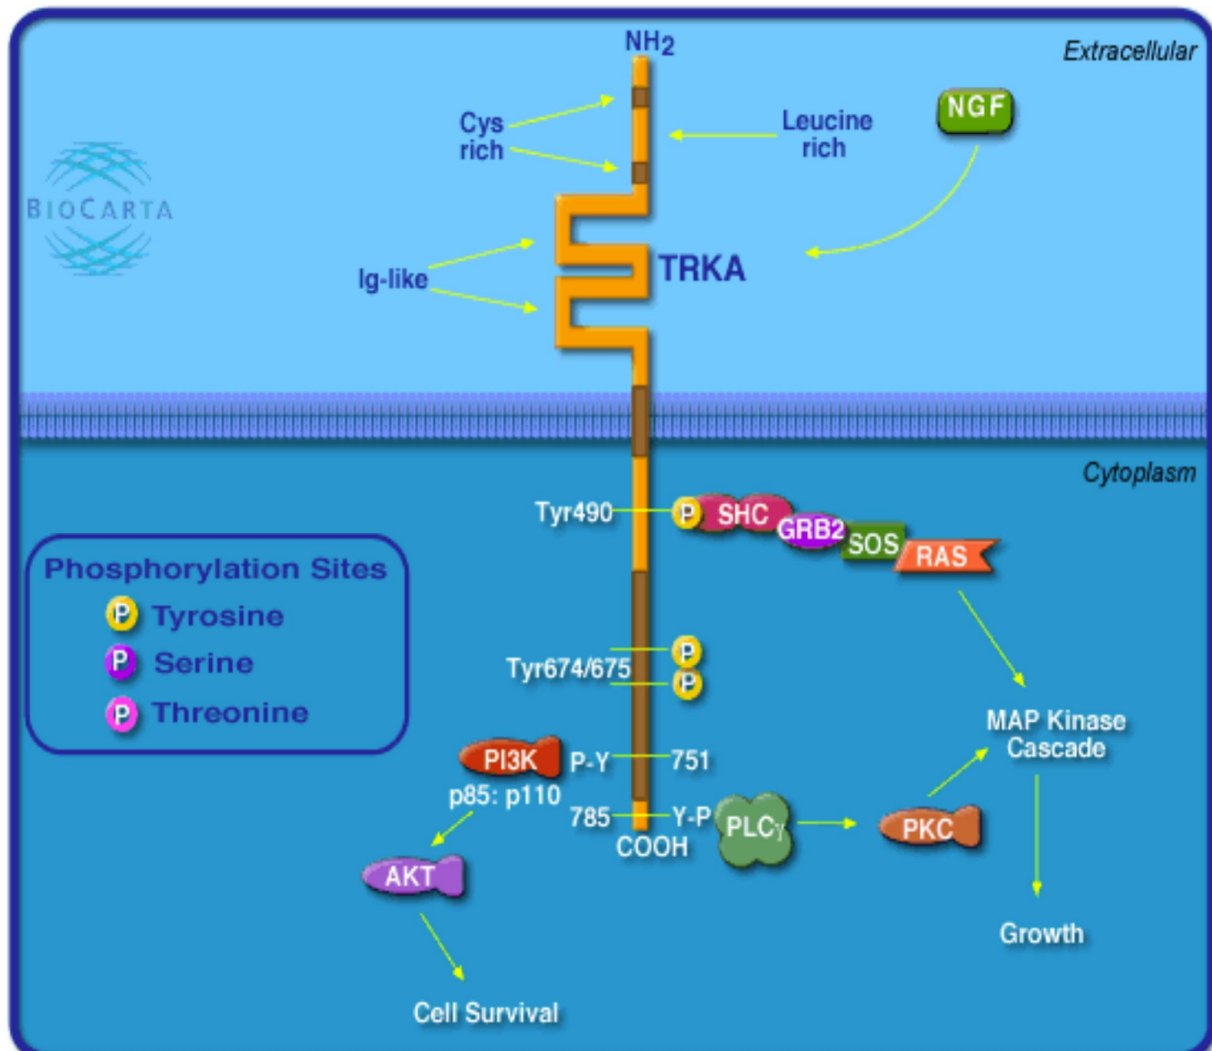 NH2
Extracellular
Cys
rich
Leucine
rich
NGF
BIOCARTA
Ig-like
TRKA
Cytoplasm
Tyr490
P
SHC
GRB2
SOS
RAS
Phosphorylation Sites
P Tyrosine
P Serine
P Threonine
Tyr674/675
P
P
MAP Kinase
Cascade
PI3K
P-Y
751
p85: p110
785
Y-P
PLCγ
PKC
COOH
AKT
Growth
Cell Survival